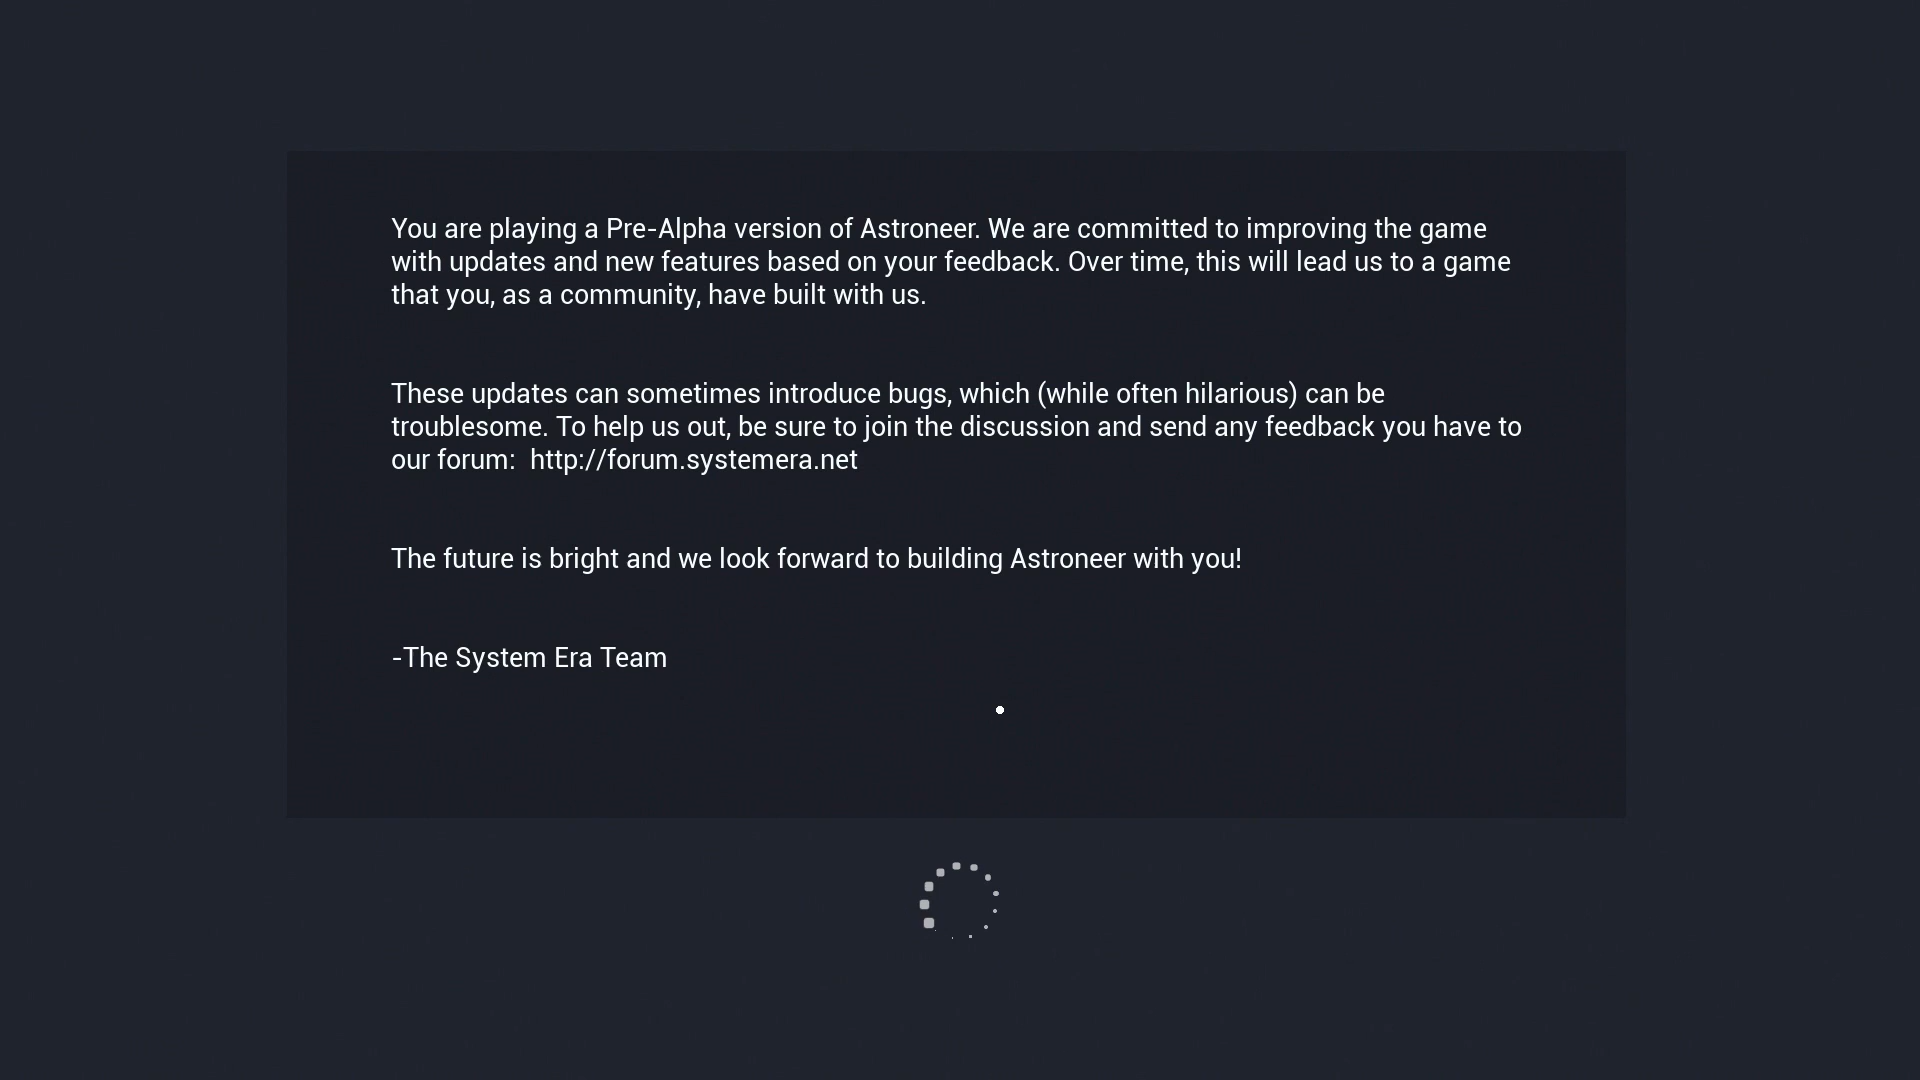 You are playing a Pre-Alpha version of Astroneer. We are committed to improving the game
with updates and new features based on your feedback. Over time, this will lead us to a game
that you, as a community, have built with us.
These updates can sometimes introduce bugs, which (while often hilarious) can be
troublesome. To help us out, be sure to join the discussion and send any feedback you have to
our forum:  http://forum.systemera.net
The future is bright and we look forward to building Astroneer with you!
-The System Era Team